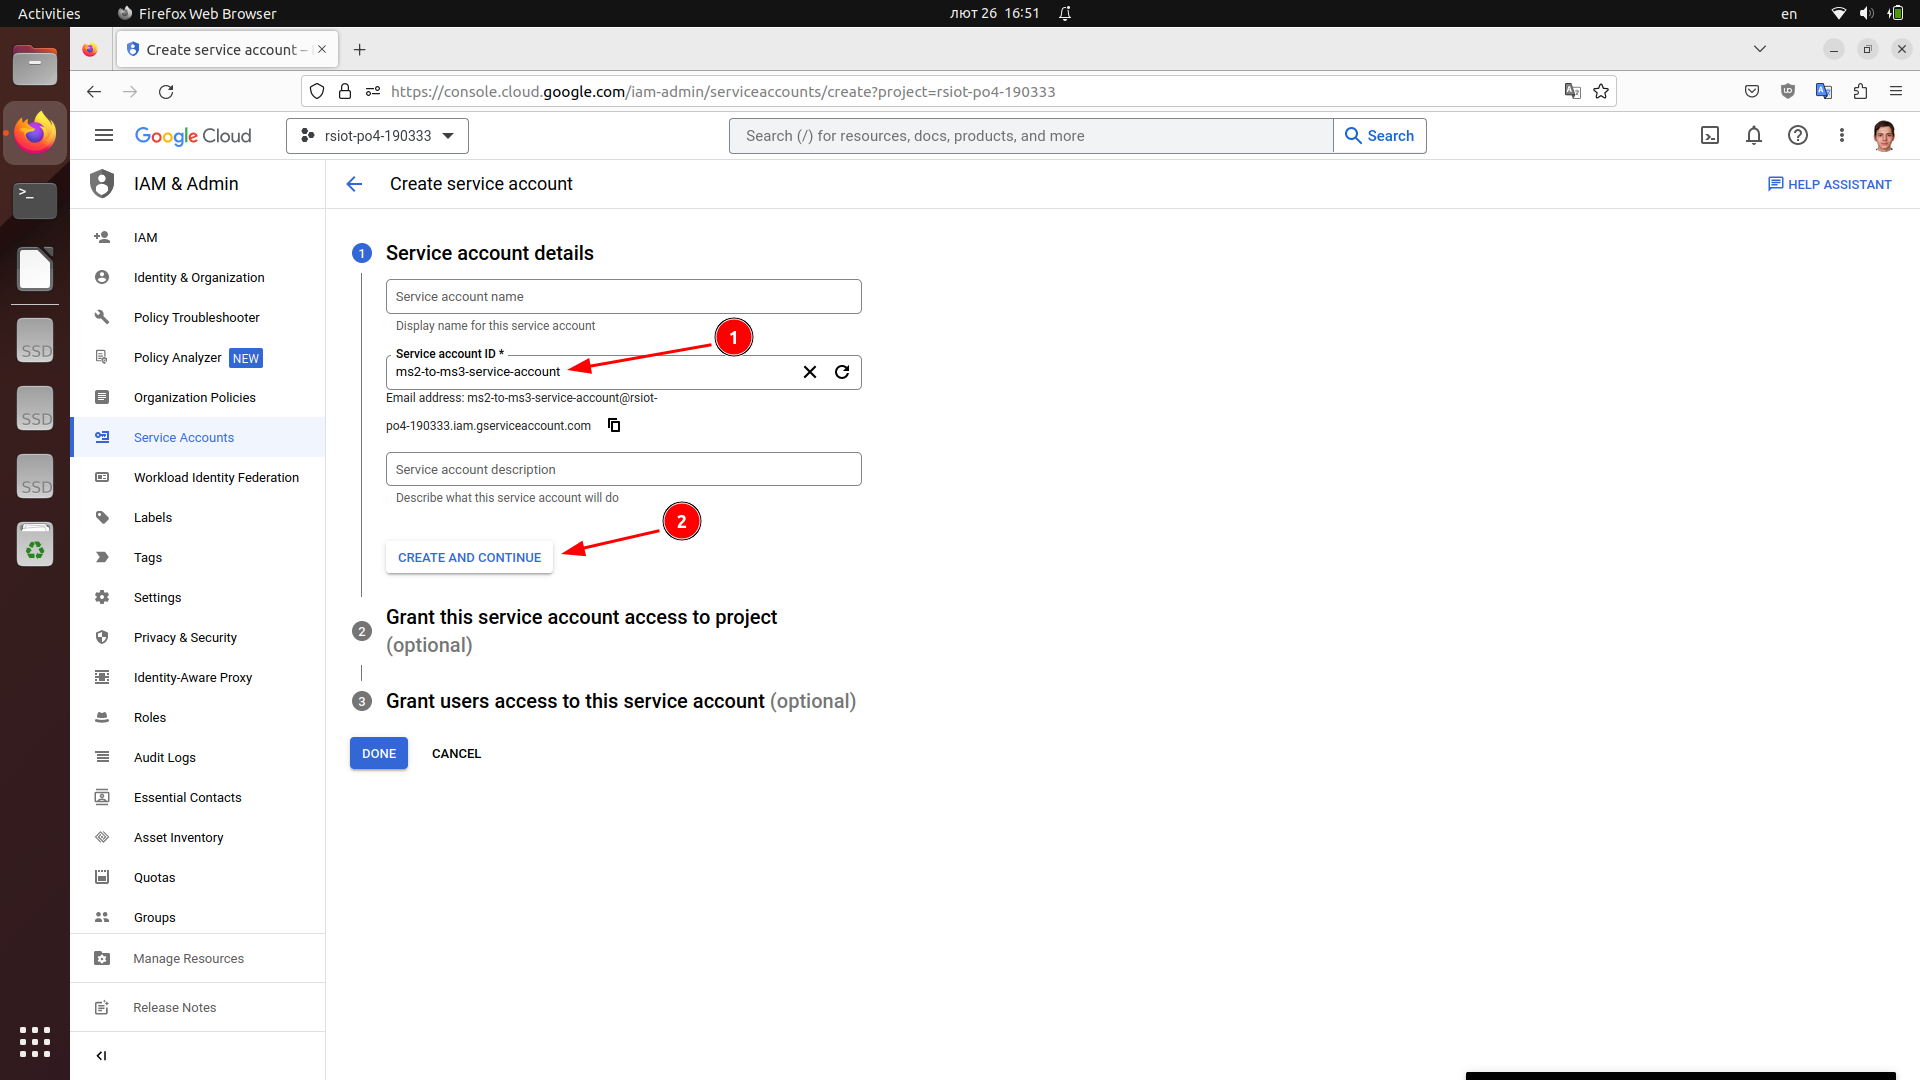 Activities
Firefox Web Browser
лют 26 16:51
en
Create service account –
https://console.cloud.google.com/iam-admin/serviceaccounts/create?project=rsiot-po4-190333
Google Cloud
rsiot-po4-190333
Search (/) for resources, docs, products, and more
Search
IAM & Admin
Create service account
HELP ASSISTANT
IAM
Identity & Organization
Policy Troubleshooter
Policy Analyzer NEW
Organization Policies
Service Accounts
Workload Identity Federation
Labels
Tags
Settings
Privacy & Security
Identity-Aware Proxy
Roles
Audit Logs
Essential Contacts
Asset Inventory
Quotas
Groups
Manage Resources
Release Notes
1 Service account details
Service account name
Display name for this service account
1
Service account ID *
ms2-to-ms3-service-account
Email address: ms2-to-ms3-service-account@rsiot-
po4-190333.iam.gserviceaccount.com
Service account description
Describe what this service account will do
2
CREATE AND CONTINUE
2 Grant this service account access to project
(optional)
3 Grant users access to this service account (optional)
DONE
CANCEL
SSD
SSD
SSD